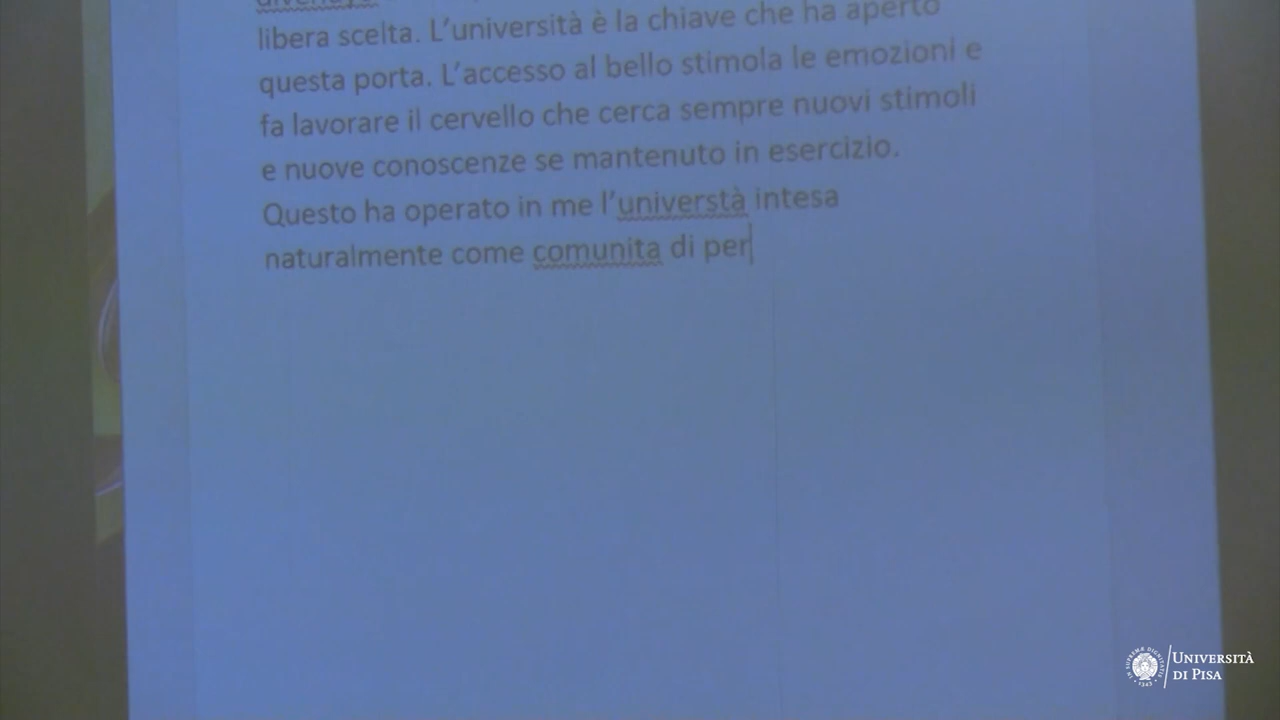 libera scelta. L'università è la chiave che ha aperto
questa porta. L'accesso al bello stimola le emozioni e
fa lavorare il cervello che cerca sempre nuovi stimoli
e nuove conoscenze se mantenuto in esercizio.
Questo ha operato in me l'universtà intesa
naturalmente come comunita di per
UNIVERSITÀ
DI PISA